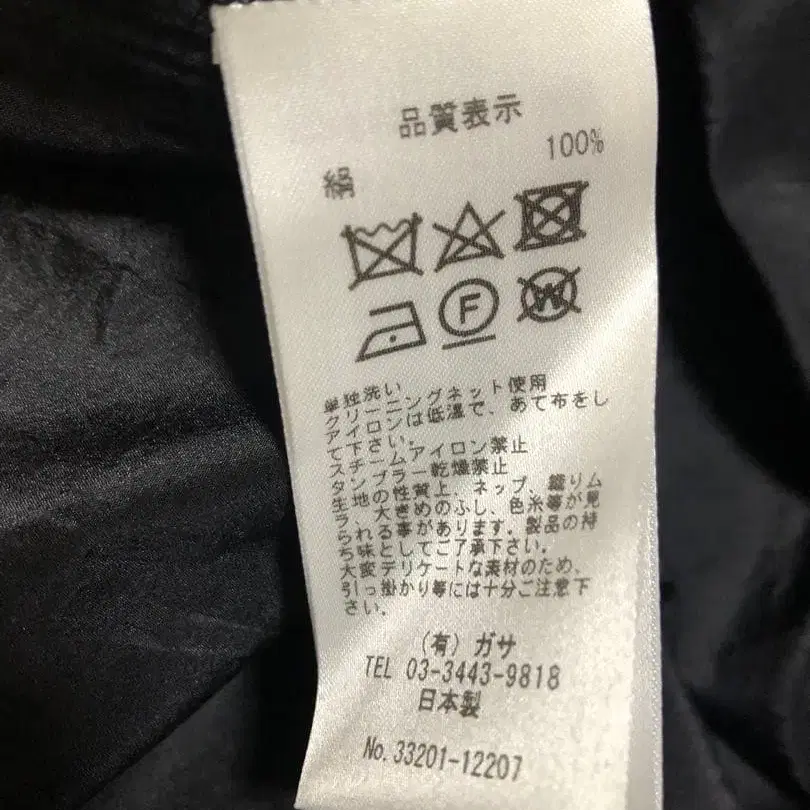 品質表示
絹 100%
F
W
単独洗い
クリーニングネット使用
アイロンは低温で、あて布をし
て下さい。
スチームアイロン禁止
タンブラー乾燥禁止
生地の性質上、ネップ、織りム
ラ、大きめのふし、色糸等が見
られる事があります。製品の持
ち味としてご了承下さい。
大変デリケートな素材のため、
引っ掛かり等には十分ご注意下
さい。
(有) ガサ
TEL 03-3443-9818
日本製
No. 33201-12207